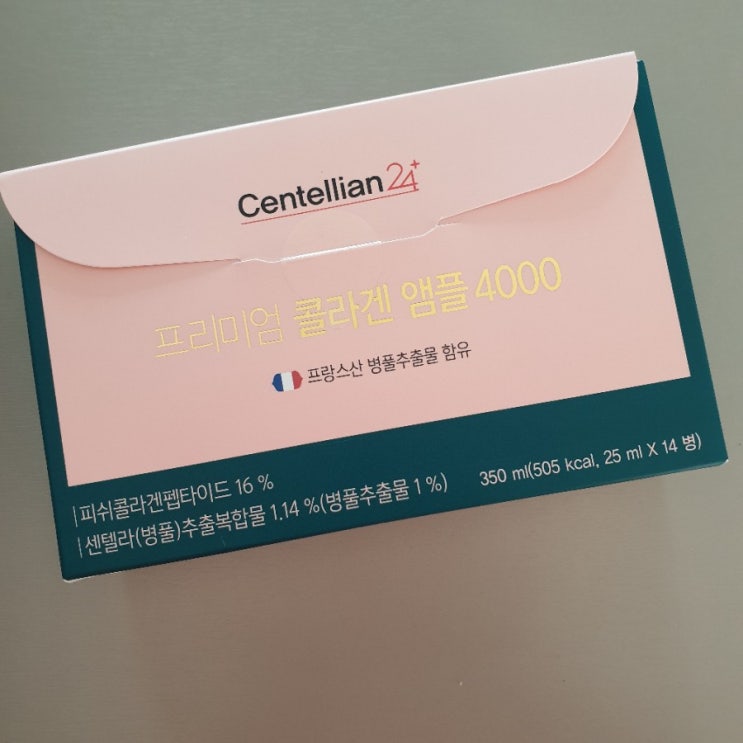 Centellian24+
프리미엄 콜라겐 앰플 4000
프랑스산 병풀추출물 함유
피쉬콜라겐펩타이드 16 %
센텔라(병풀)추출복합물 1.14 %(병풀추출물 1 %)
350 ml(505 kcal, 25 ml X 14 병)